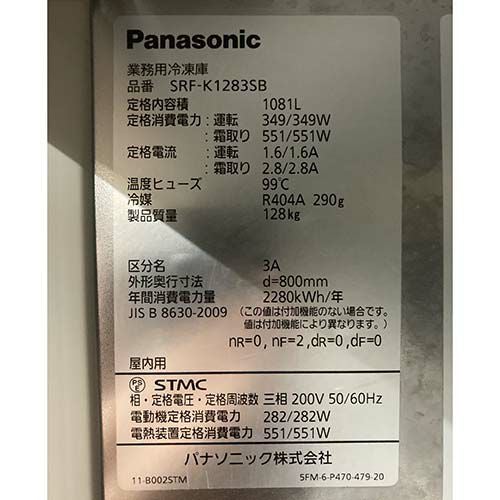 Panasonic
業務用冷凍庫
品番 SRF-K1283SB
定格内容積 1081L
定格消費電力 : 運転 349/349W
: 霜取り 551/551W
定格電流 : 運転 1.6/1.6A
: 霜取り 2.8/2.8A
温度ヒューズ 99℃
冷媒 R404A 290g
製品質量 128kg
区分名 3A
外形奥行寸法 d=800mm
年間消費電力量 2280kWh/年
JIS B 8630-2009 (この値は付加機能のない場合です。
値は付加機能により異なります。)
nR=0, nF=2, dR=0, dF=0
屋内用
PSE STMC
相・定格電圧・定格周波数 三相 200V 50/60Hz
電動機定格消費電力 282/282W
電熱装置定格消費電力 551/551W
パナソニック株式会社
11-B002STM 5FM-6-P470-479-20